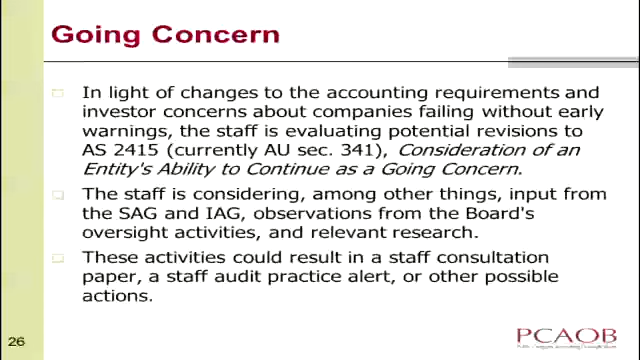 Going Concern
In light of changes to the accounting requirements and
investor concerns about companies failing without early
warnings, the staff is evaluating potential revisions to
AS 2415 (currently AU sec. 341), Consideration of an
Entity's Ability to Continue as a Going Concern.
The staff is considering, among other things, input from
the SAG and IAG, observations from the Board's
oversight activities, and relevant research.
These activities could result in a staff consultation
paper, a staff audit practice alert, or other possible
actions.
26
PCAOB